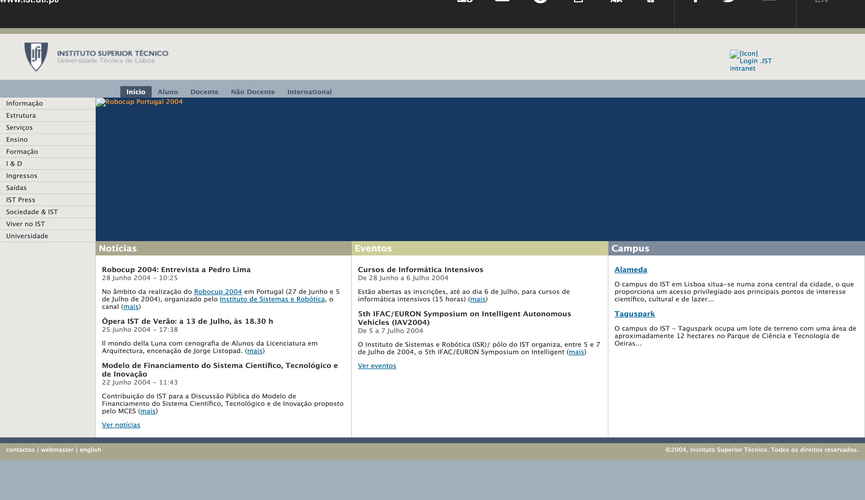 www.ist.utl.pt/
EN
INSTITUTO SUPERIOR TÉCNICO
Universidade Técnica de Lisboa
[Icon]
Login .IST
intranet
Início Aluno Docente Não Docente International
Informação
Estrutura
Serviços
Ensino
Formação
I & D
Ingressos
Saídas
IST Press
Sociedade & IST
Viver no IST
Universidade
Robocup Portugal 2004
Notícias
Robocup 2004: Entrevista a Pedro Lima
28 Junho 2004 - 10:25
No âmbito da realização do Robocup 2004 em Portugal (27 de Junho e 5
de Julho de 2004), organizado pelo Instituto de Sistemas e Robótica, o
canal (mais)
Ópera IST de Verão: a 13 de Julho, às 18.30 h
25 Junho 2004 - 17:38
Il mondo della Luna com cenografia de Alunos da Licenciatura em
Arquitectura, encenação de Jorge Listopad. (mais)
Modelo de Financiamento do Sistema Científico, Tecnológico e
de Inovação
22 Junho 2004 - 11:43
Contribuição do IST para a Discussão Pública do Modelo de
Financiamento do Sistema Científico, Tecnológico e de Inovação proposto
pelo MCES (mais)
Ver notícias
Eventos
Cursos de Informática Intensivos
De 28 Junho a 6 Julho 2004
Estão abertas as inscrições, até ao dia 6 de Julho, para cursos de
informática intensivos (15 horas) (mais)
5th IFAC/EURON Symposium on Intelligent Autonomous
Vehicles (IAV2004)
De 5 a 7 Julho 2004
O Instituto de Sistemas e Robótica (ISR)/ pólo do IST organiza, entre 5 e 7
de Julho de 2004, o 5th IFAC/EURON Symposium on Intelligent (mais)
Ver eventos
Campus
Alameda
O campus do IST em Lisboa situa-se numa zona central da cidade, o que
proporciona um acesso privilegiado aos principais pontos de interesse
científico, cultural e de lazer...
Taguspark
O campus do IST - Taguspark ocupa um lote de terreno com uma área de
aproximadamente 12 hectares no Parque de Ciência e Tecnologia de
Oeiras...
contactos | webmaster | english
©2004, Instituto Superior Técnico. Todos os direitos reservados.